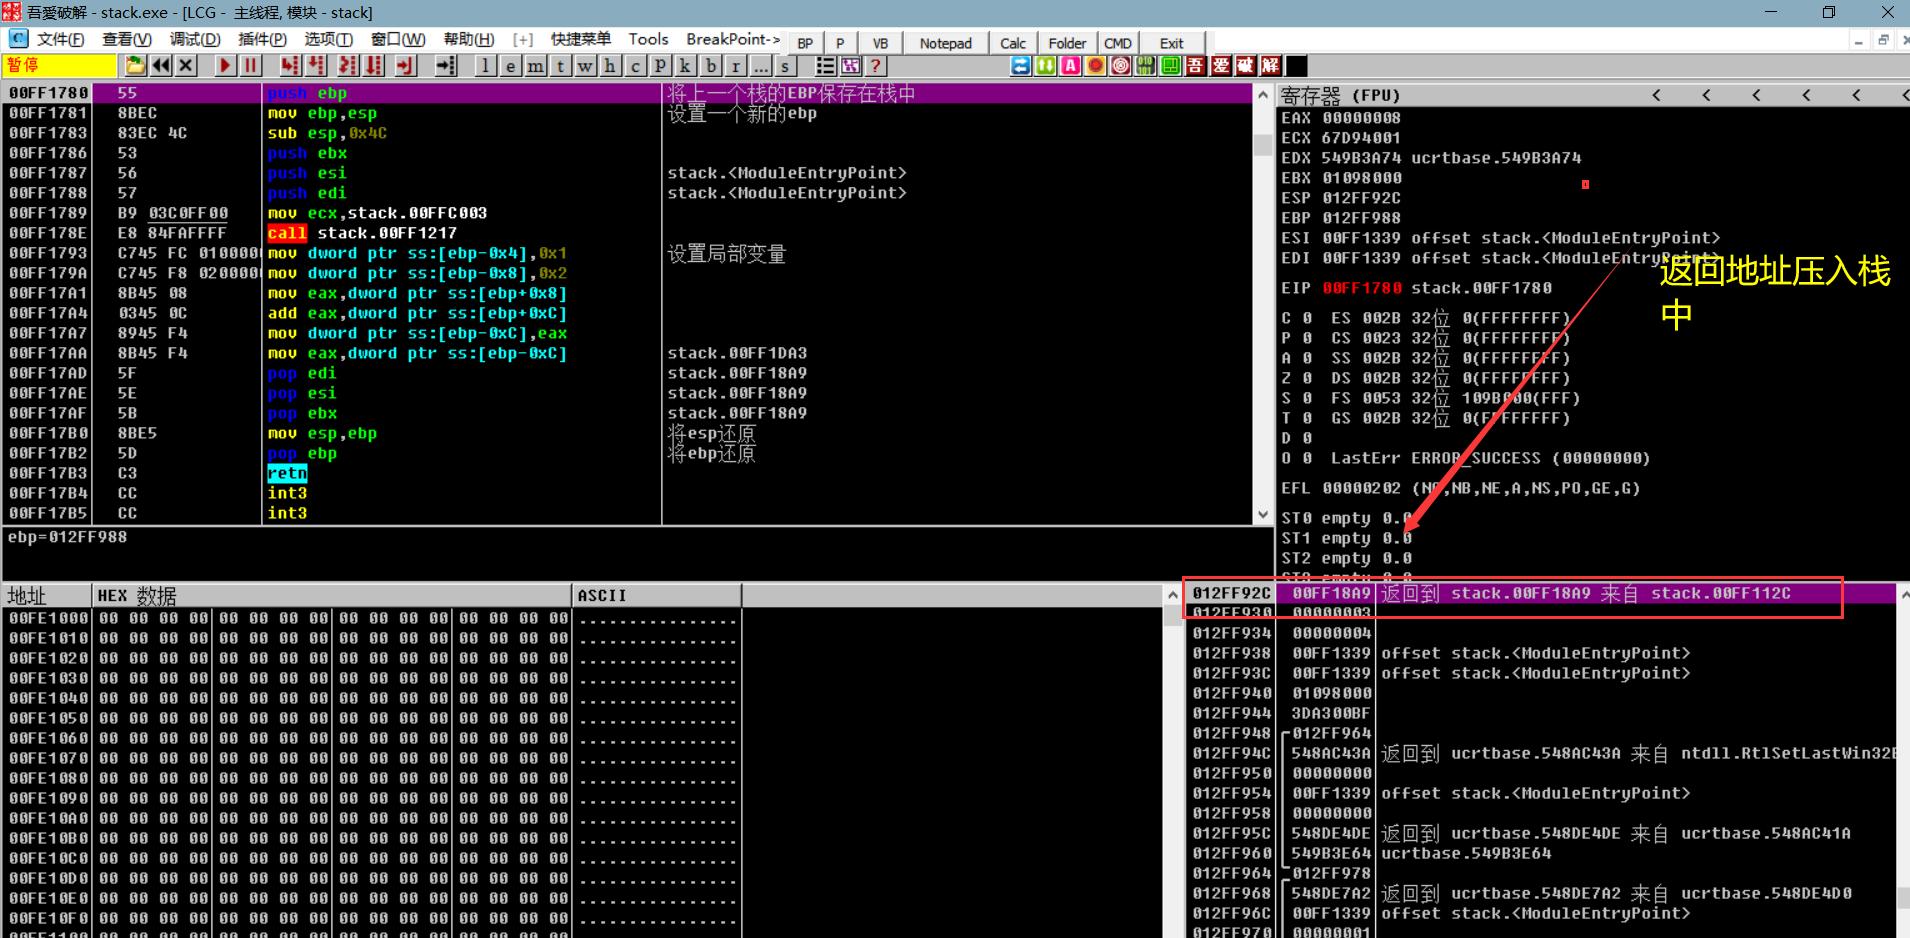 吾愛破解 - stack.exe - [LCG - 主线程, 模块 - stack]
文件(F) 查看(V) 调试(D) 插件(P) 选项(T) 窗口(W) 帮助(H) [+] 快捷菜单 Tools BreakPoint-> BP P VB Notepad Calc Folder CMD Exit
暂停 l e m t w h c P k b r ... s ? A 吾 爱 破 解
00FF1780 55 push ebp 将上一个栈的EBP保存在栈中
00FF1781 8BEC mov ebp,esp 设置一个新的ebp
00FF1783 83EC 4C sub esp,0x4C
00FF1786 53 push ebx
00FF1787 56 push esi stack.<ModuleEntryPoint>
00FF1788 57 push edi stack.<ModuleEntryPoint>
00FF1789 B9 03C0FF00 mov ecx,stack.00FFC003
00FF178E E8 84FAFFFF call stack.00FF1217
00FF1793 C745 FC 0100000 mov dword ptr ss:[ebp-0x4],0x1 设置局部变量
00FF179A C745 F8 0200000 mov dword ptr ss:[ebp-0x8],0x2
00FF17A1 8B45 08 mov eax,dword ptr ss:[ebp+0x8]
00FF17A4 0345 0C add eax,dword ptr ss:[ebp+0xC]
00FF17A7 8945 F4 mov dword ptr ss:[ebp-0xC],eax
00FF17AA 8B45 F4 mov eax,dword ptr ss:[ebp-0xC] stack.00FF1DA3
00FF17AD 5F pop edi stack.00FF18A9
00FF17AE 5E pop esi stack.00FF18A9
00FF17AF 5B pop ebx stack.00FF18A9
00FF17B0 8BE5 mov esp,ebp 将esp还原
00FF17B2 5D pop ebp 将ebp还原
00FF17B3 C3 retn
00FF17B4 CC int3
00FF17B5 CC int3
ebp=012FF988
寄存器 (FPU) < < < < < <
EAX 00000008
ECX 67D94001
EDX 549B3A74 ucrtbase.549B3A74
EBX 01098000
ESP 012FF92C
EBP 012FF988
ESI 00FF1339 offset stack.<ModuleEntryPoint>
EDI 00FF1339 offset stack.<ModuleEntryPoint>
返回地址压入栈
中
EIP 00FF1780 stack.00FF1780
C 0 ES 002B 32位 0(FFFFFFFF)
P 0 CS 0023 32位 0(FFFFFFFF)
A 0 SS 002B 32位 0(FFFFFFFF)
Z 0 DS 002B 32位 0(FFFFFFFF)
S 0 FS 0053 32位 109B000(FFF)
T 0 GS 002B 32位 0(FFFFFFFF)
D 0
O 0 LastErr ERROR_SUCCESS (00000000)
EFL 00000202 (NO,NB,NE,A,NS,PO,GE,G)
ST0 empty 0.0
ST1 empty 0.0
ST2 empty 0.0
ST3 empty 0.0
地址 HEX 数据 ASCII
00FE1000 00 00 00 00 00 00 00 00 00 00 00 00 00 00 00 00 ................
00FE1010 00 00 00 00 00 00 00 00 00 00 00 00 00 00 00 00 ................
00FE1020 00 00 00 00 00 00 00 00 00 00 00 00 00 00 00 00 ................
00FE1030 00 00 00 00 00 00 00 00 00 00 00 00 00 00 00 00 ................
00FE1040 00 00 00 00 00 00 00 00 00 00 00 00 00 00 00 00 ................
00FE1050 00 00 00 00 00 00 00 00 00 00 00 00 00 00 00 00 ................
00FE1060 00 00 00 00 00 00 00 00 00 00 00 00 00 00 00 00 ................
00FE1070 00 00 00 00 00 00 00 00 00 00 00 00 00 00 00 00 ................
00FE1080 00 00 00 00 00 00 00 00 00 00 00 00 00 00 00 00 ................
00FE1090 00 00 00 00 00 00 00 00 00 00 00 00 00 00 00 00 ................
00FE10A0 00 00 00 00 00 00 00 00 00 00 00 00 00 00 00 00 ................
00FE10B0 00 00 00 00 00 00 00 00 00 00 00 00 00 00 00 00 ................
00FE10C0 00 00 00 00 00 00 00 00 00 00 00 00 00 00 00 00 ................
00FE10D0 00 00 00 00 00 00 00 00 00 00 00 00 00 00 00 00 ................
00FE10E0 00 00 00 00 00 00 00 00 00 00 00 00 00 00 00 00 ................
00FE10F0 00 00 00 00 00 00 00 00 00 00 00 00 00 00 00 00 ................
00FE1100 00 00 00 00 00 00 00 00 00 00 00 00 00 00 00 00
012FF92C 00FF18A9 返回到 stack.00FF18A9 来自 stack.00FF112C
012FF930 00000003
012FF934 00000004
012FF938 00FF1339 offset stack.<ModuleEntryPoint>
012FF93C 00FF1339 offset stack.<ModuleEntryPoint>
012FF940 01098000
012FF944 3DA300BF
012FF948 012FF964
012FF94C 548AC43A 返回到 ucrtbase.548AC43A 来自 ntdll.RtlSetLastWin32E
012FF950 00000000
012FF954 00FF1339 offset stack.<ModuleEntryPoint>
012FF958 00000000
012FF95C 548DE4DE 返回到 ucrtbase.548DE4DE 来自 ucrtbase.548AC41A
012FF960 549B3E64 ucrtbase.549B3E64
012FF964 012FF978
012FF968 548DE7A2 返回到 ucrtbase.548DE7A2 来自 ucrtbase.548DE4D0
012FF96C 00FF1339 offset stack.<ModuleEntryPoint>
012FF970 00000001